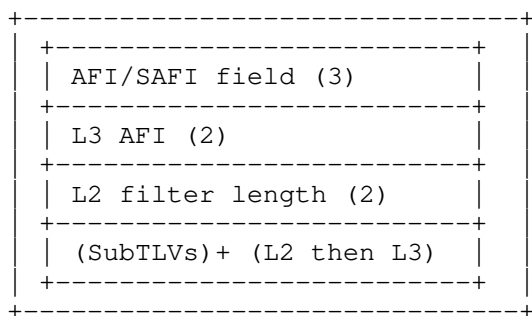 AFI/SAFI field (3)
L3 AFI (2)
L2 filter length (2)
(SubTLVs)+ (L2 then L3)